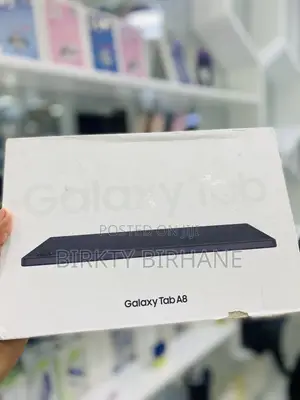 Galaxy Tab
POSTED ON Jiji
BIRKTY BIRHANE
Galaxy Tab A8